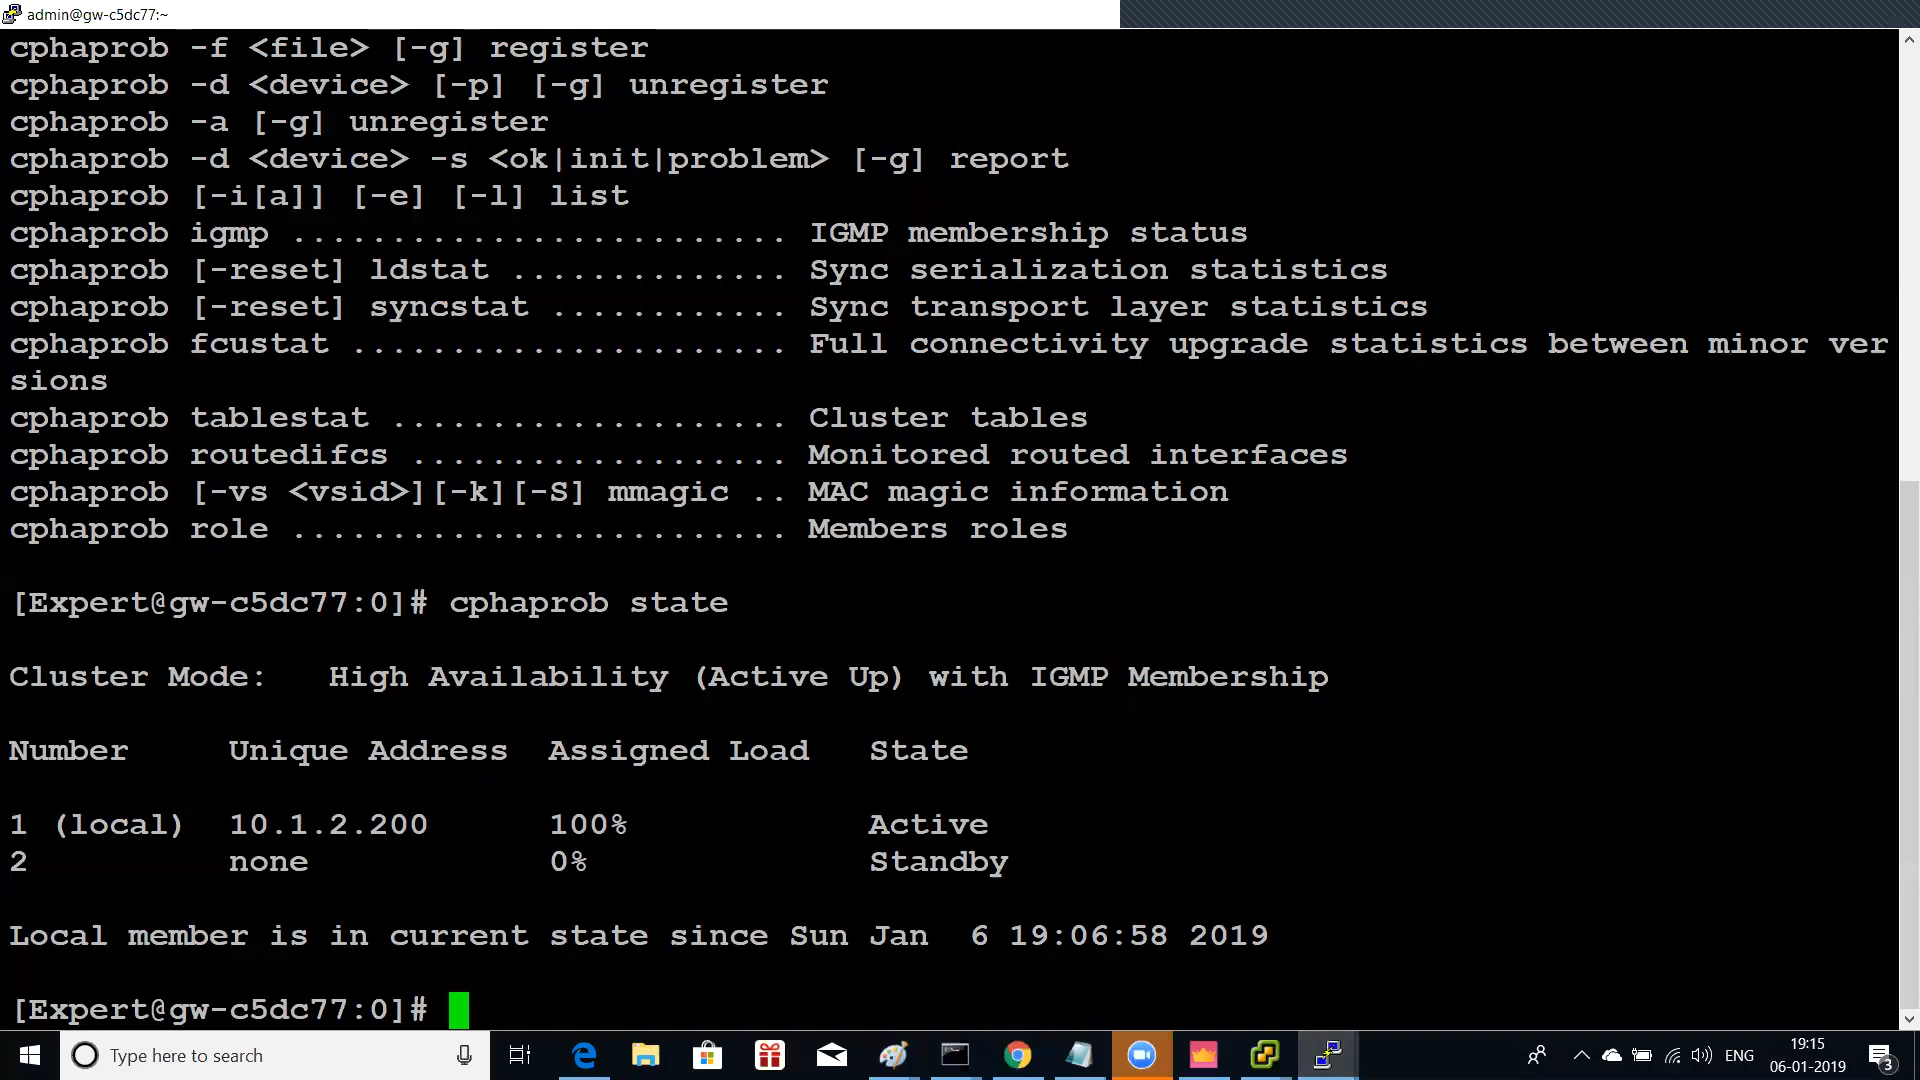 admin@gw-c5dc77:~
cphaprob -f <file> [-g] register
cphaprob -d <device> [-p] [-g] unregister
cphaprob -a [-g] unregister
cphaprob -d <device> -s <ok|init|problem> [-g] report
cphaprob [-i[a]] [-e] [-l] list
cphaprob igmp ......................... IGMP membership status
cphaprob [-reset] ldstat .............. Sync serialization statistics
cphaprob [-reset] syncstat ............ Sync transport layer statistics
cphaprob fcustat ...................... Full connectivity upgrade statistics between minor ver
sions
cphaprob tablestat .................... Cluster tables
cphaprob routedifcs ................... Monitored routed interfaces
cphaprob [-vs <vsid>][-k][-S] mmagic .. MAC magic information
cphaprob role ......................... Members roles
[Expert@gw-c5dc77:0]# cphaprob state
Cluster Mode: High Availability (Active Up) with IGMP Membership
Number Unique Address Assigned Load State
1 (local) 10.1.2.200 100% Active
2 none 0% Standby
Local member is in current state since Sun Jan 6 19:06:58 2019
[Expert@gw-c5dc77:0]#
Type here to search
ENG
19:15
06-01-2019
3